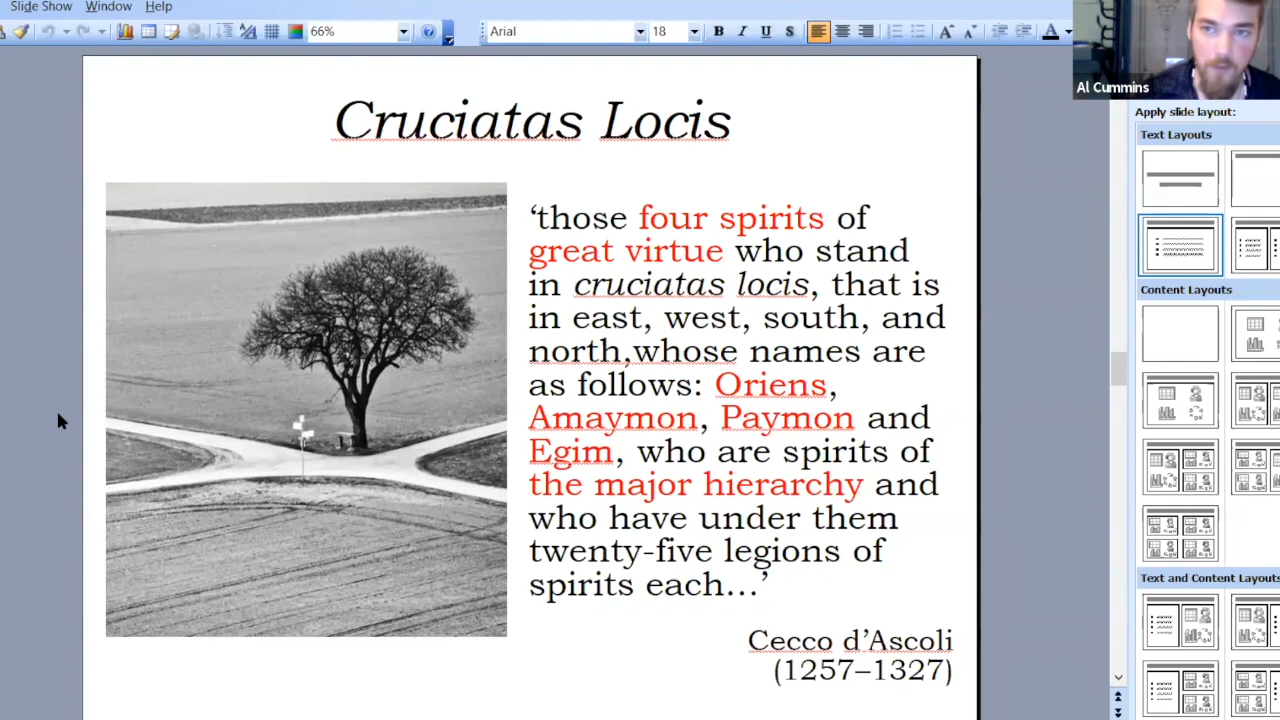 Slide Show Window Help
66%
Arial
18
B I U S
A A A
Al Cummins
Cruciatas Locis
‘those four spirits of
great virtue who stand
in cruciatas locis, that is
in east, west, south, and
north,whose names are
as follows: Oriens,
Amaymon, Paymon and
Egim, who are spirits of
the major hierarchy and
who have under them
twenty-five legions of
spirits each…’
Cecco d’Ascoli
(1257–1327)
Apply slide layout:
Text Layouts
Content Layouts
Text and Content Layouts